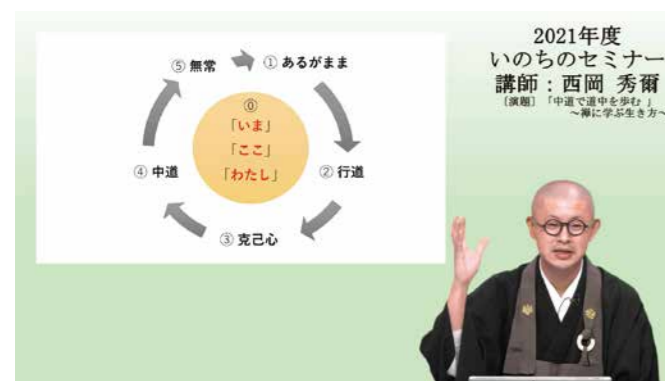 2021年度
いのちのセミナー
講師：西岡 秀爾
〔演題〕「中道で道中を歩む」
～禅に学ぶ生き方～
⓪
「いま」
「ここ」
「わたし」
① あるがまま
② 行道
③ 克己心
④ 中道
⑤ 無常